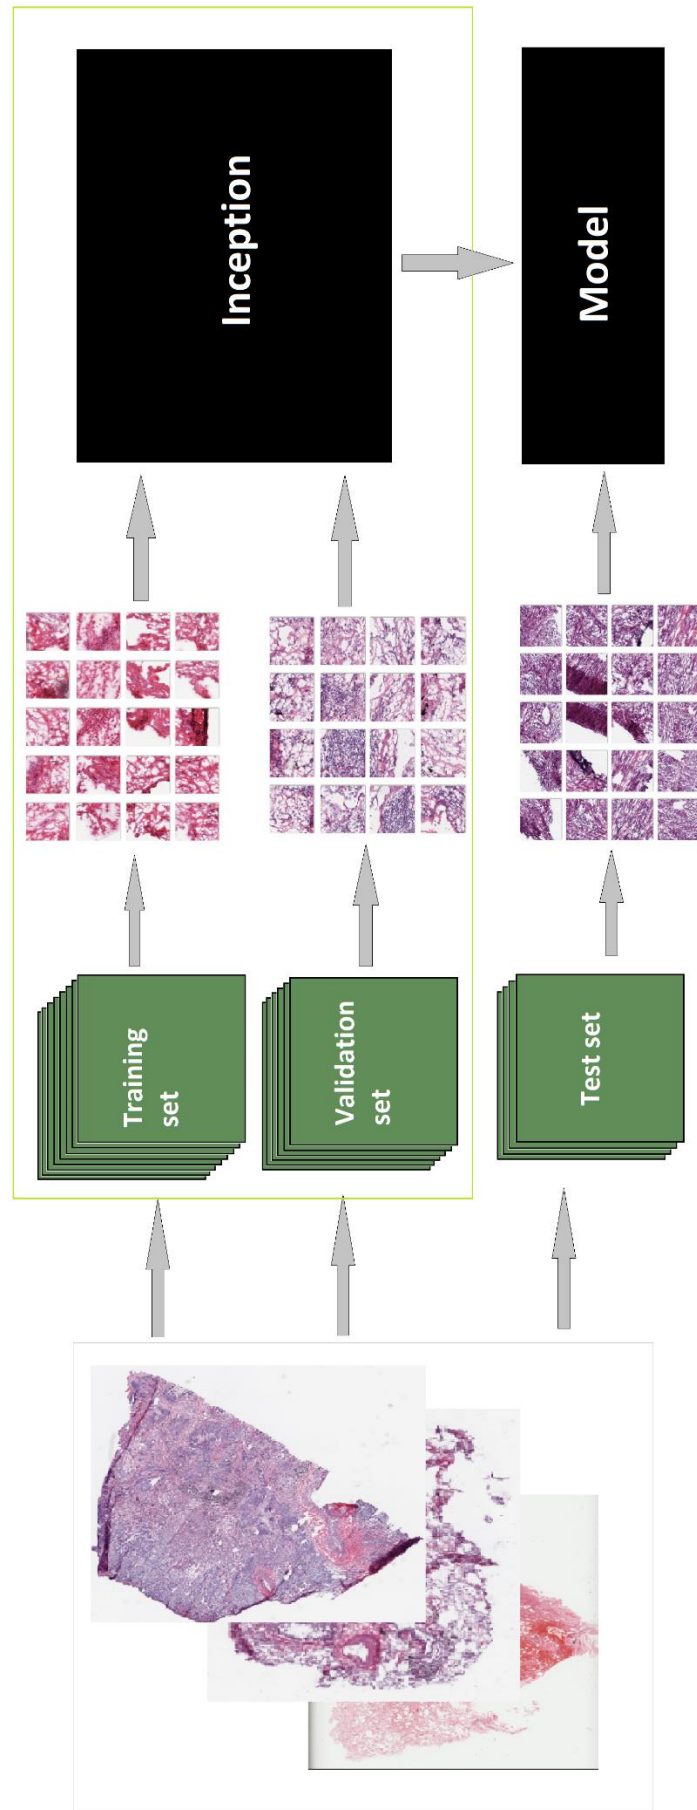 Inception
Model
Training
set
Validation
set
Test set